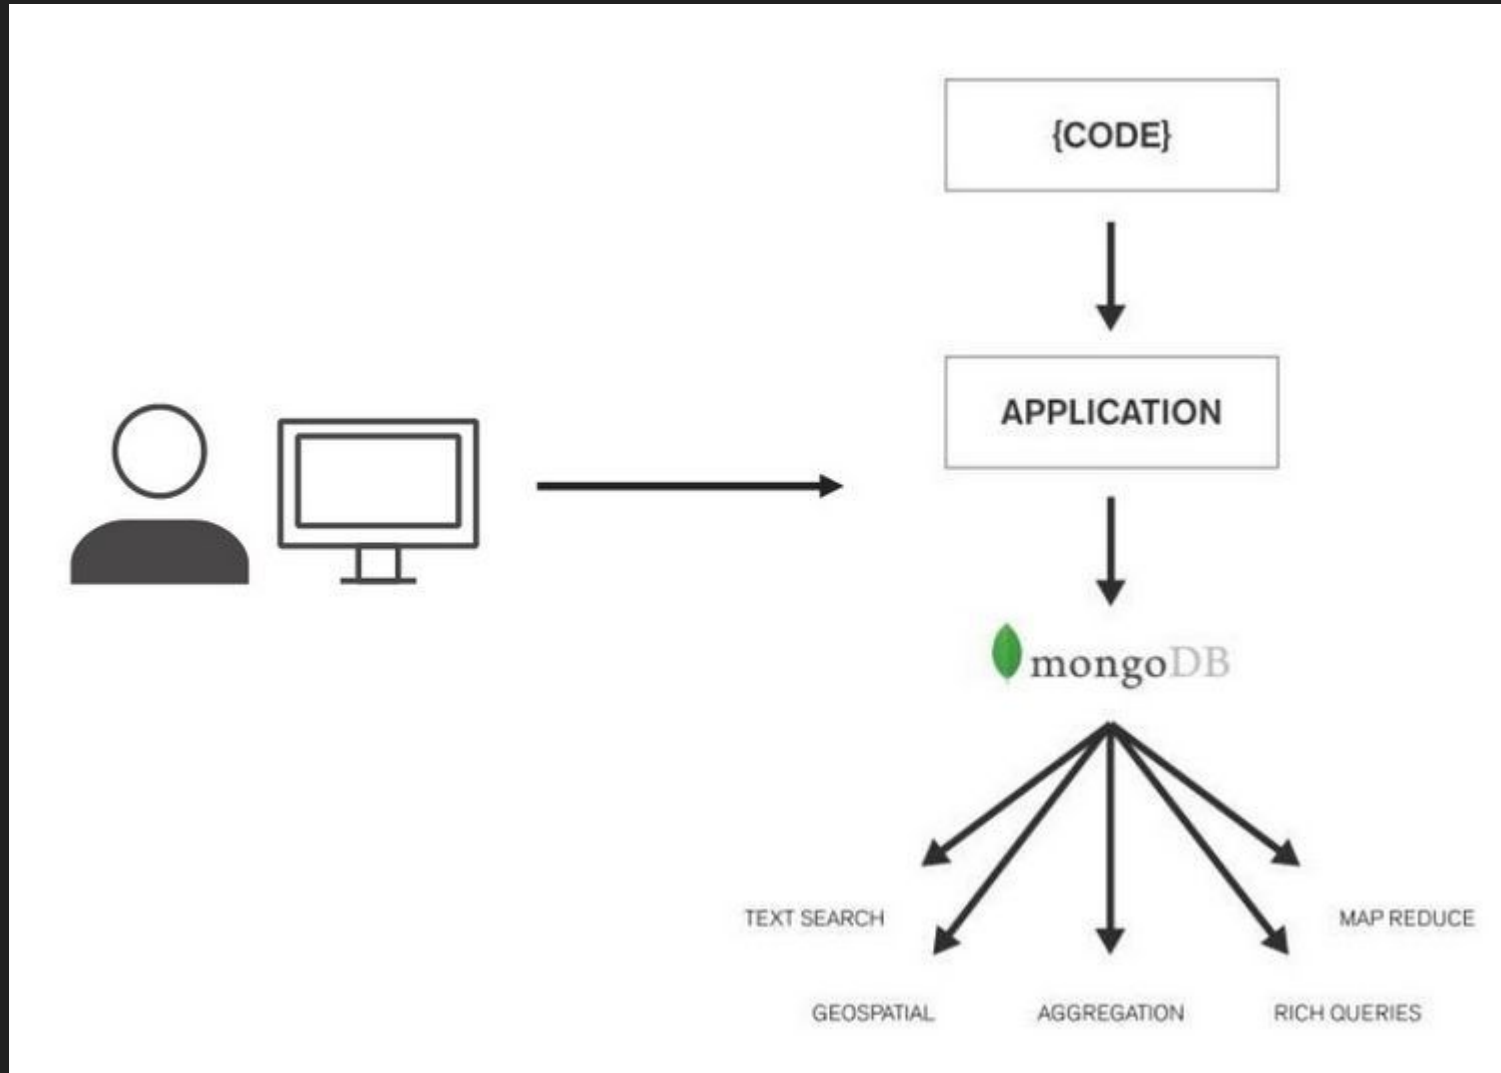 {CODE}
APPLICATION
mongoDB
TEXT SEARCH
MAP REDUCE
GEOSPATIAL
AGGREGATION
RICH QUERIES